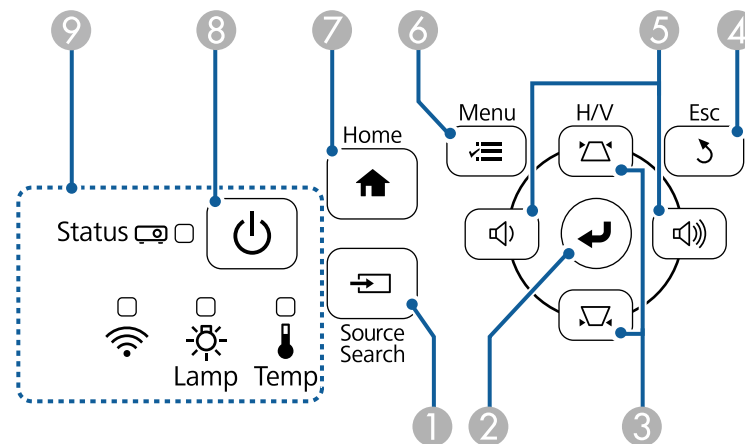 9 8 7 6 5 4
Menu H/V Esc
Home
Status
Source
Search
Lamp Temp
1 2 3